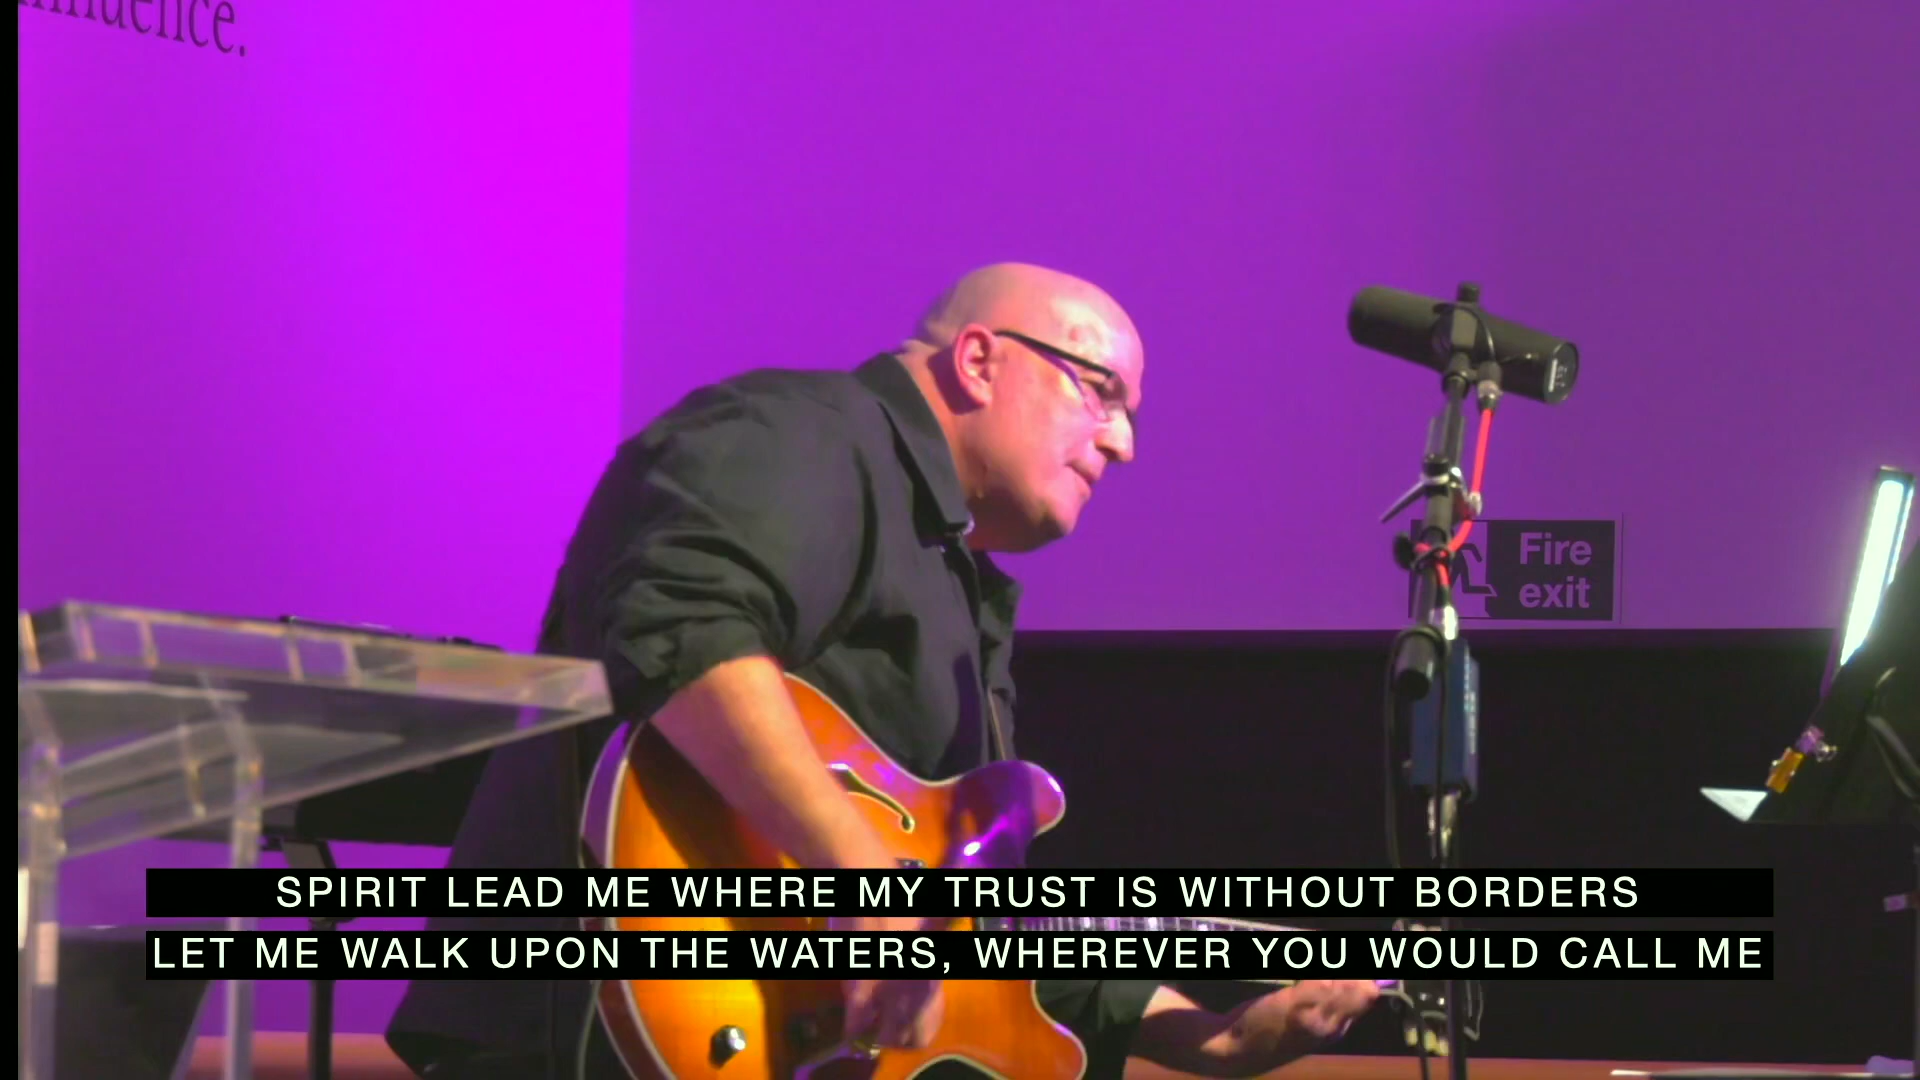 Fire
exit
SPIRIT LEAD ME WHERE MY TRUST IS WITHOUT BORDERS
LET ME WALK UPON THE WATERS, WHEREVER YOU WOULD CALL ME